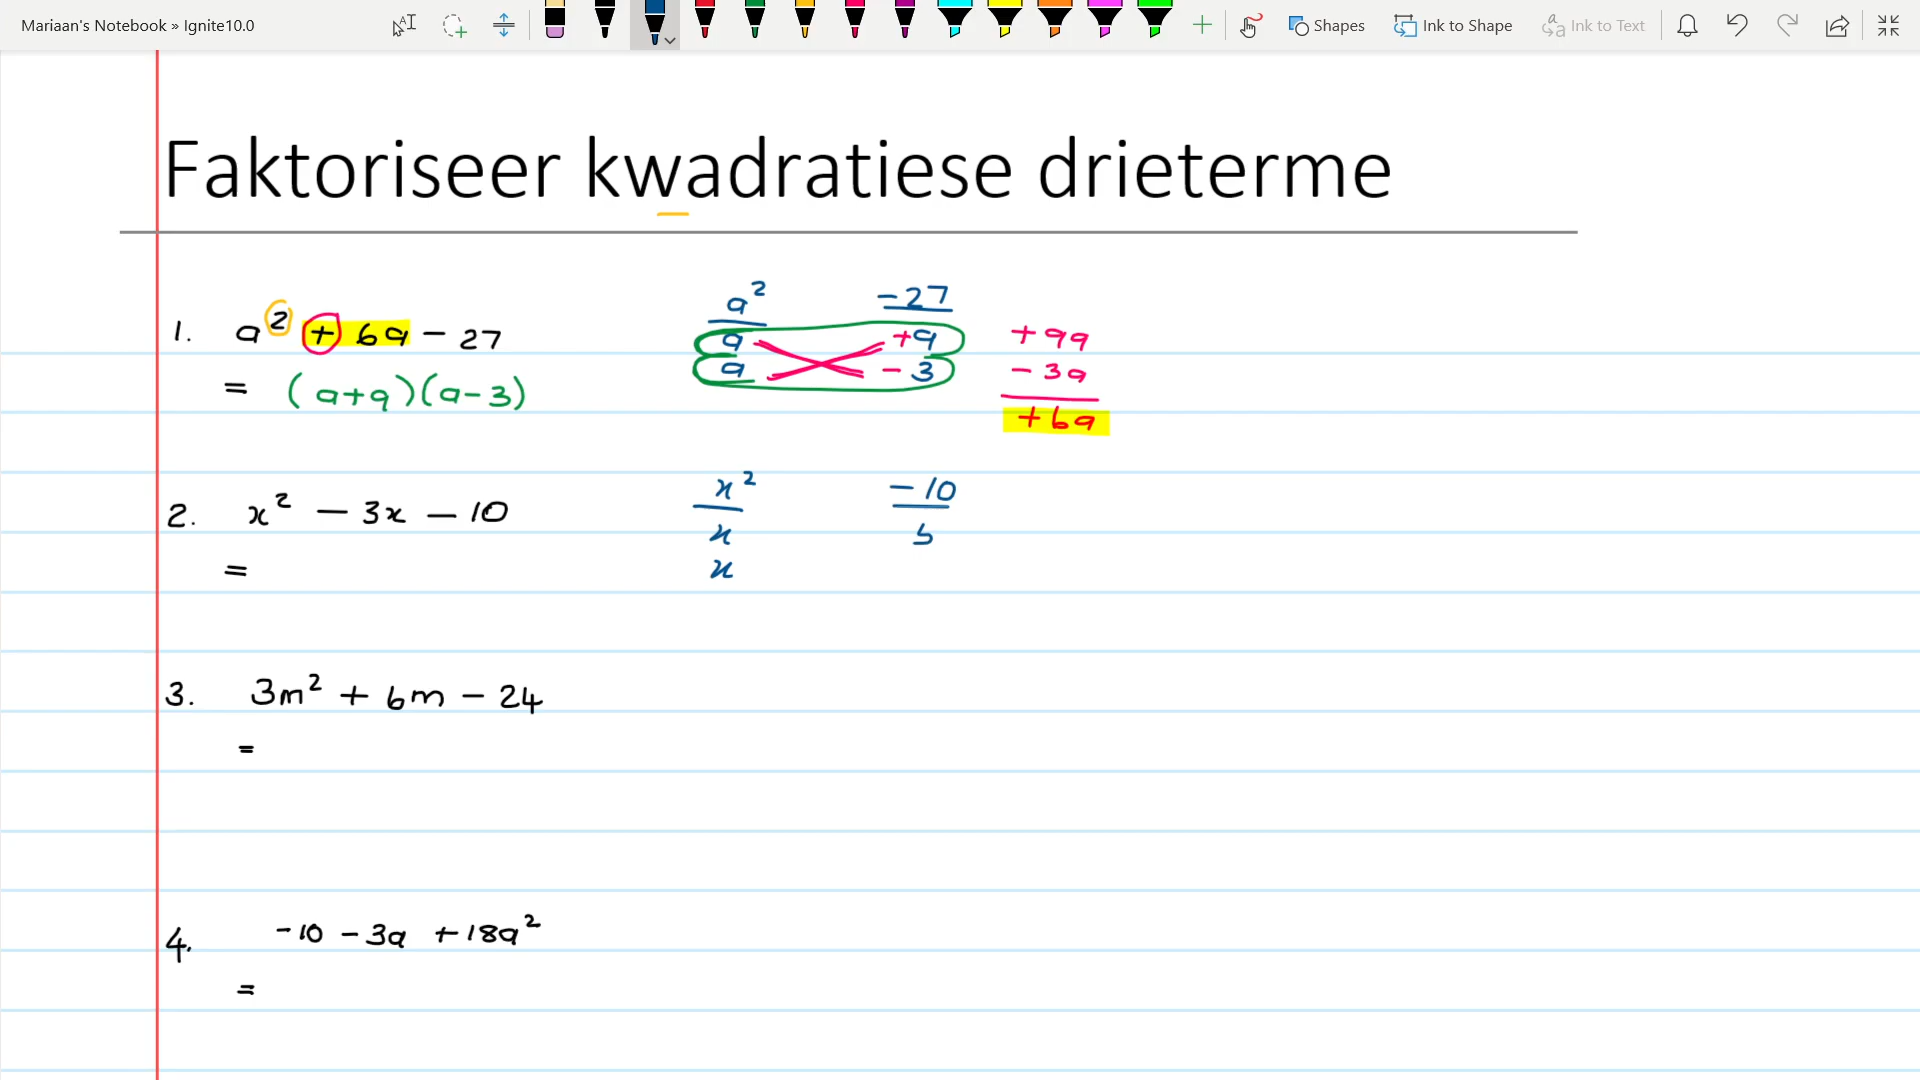 Mariaan's Notebook » Ignite10.0
Shapes
Ink to Shape
Ink to Text
Faktoriseer kwadratiese drieterme
1. a² + 6a - 27
= (a+9)(a-3)
a² -27
a +9 +9a
a -3 -3a
+6a
2. x² - 3x - 10
=
x² -10
x 5
x
3. 3m² + 6m - 24
=
4. -10 - 3a + 18a²
=